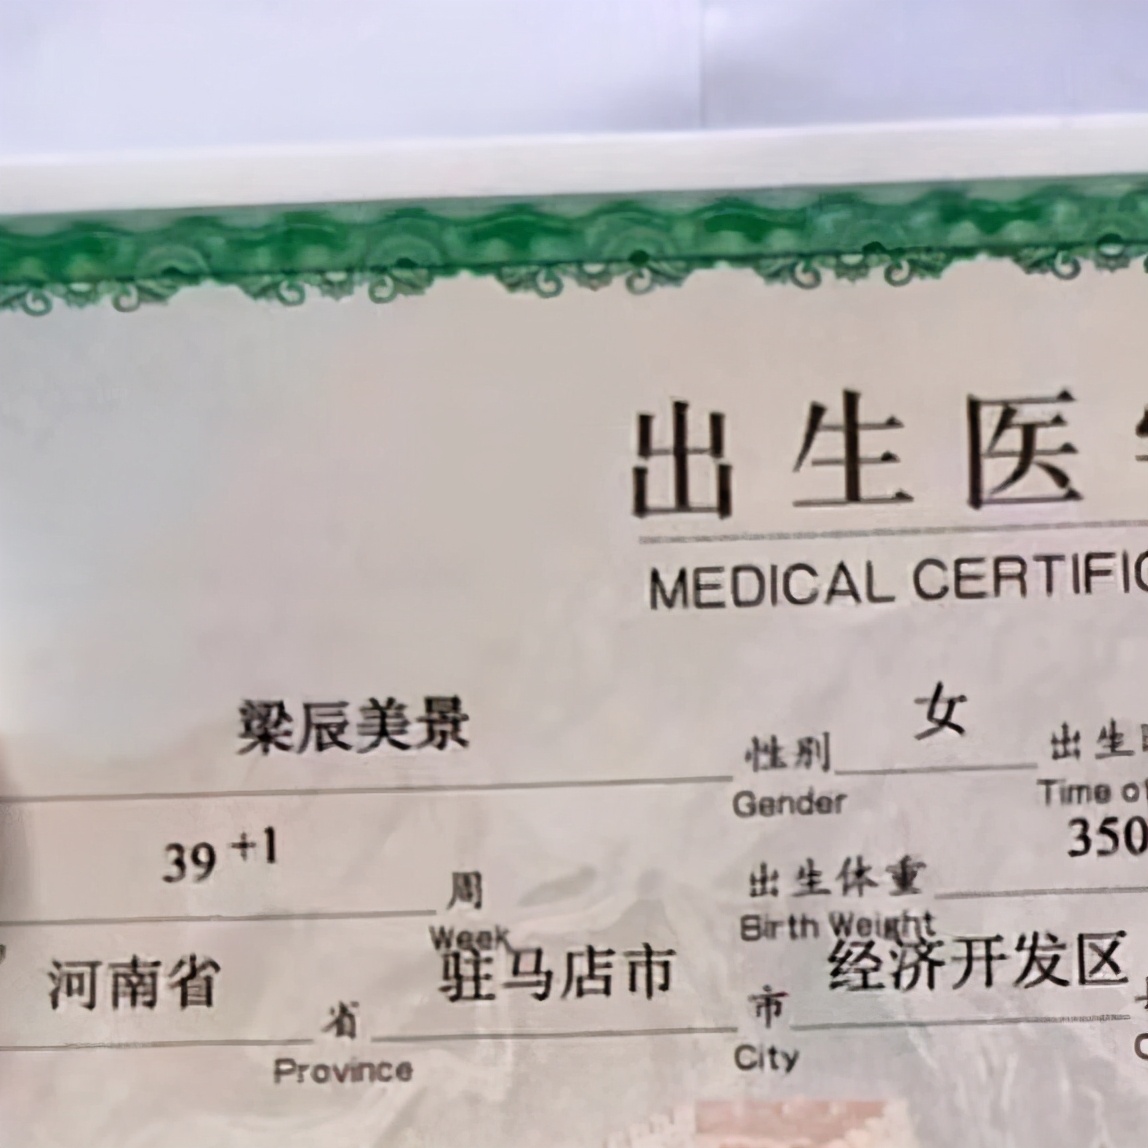 出生医
MEDICAL CERTIFIC
梁辰美景 性别 女 出生
Gender Time of
39 +1 周 出生体重 350
Week Birth Weight
河南省 省 驻马店市 市 经济开发区
Province City